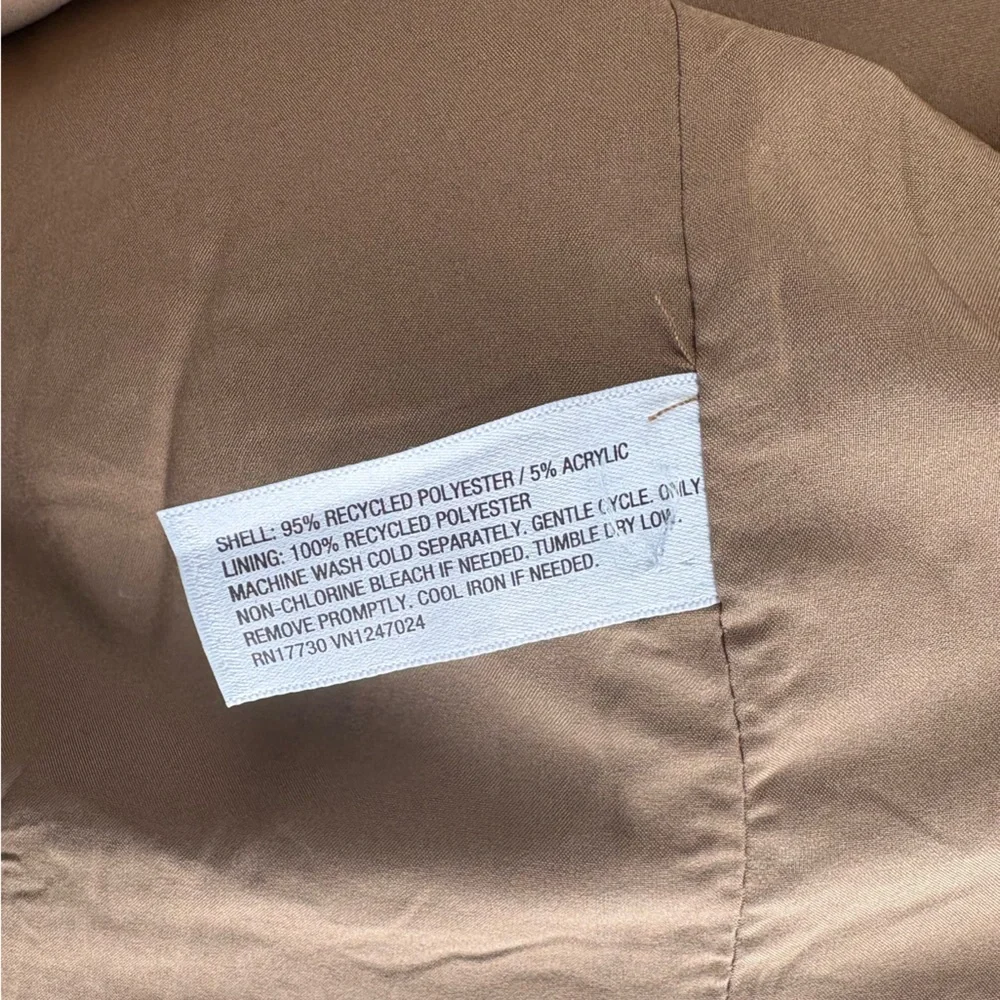 SHELL: 95% RECYCLED POLYESTER / 5% ACRYLIC
LINING: 100% RECYCLED POLYESTER
MACHINE WASH COLD SEPARATELY. GENTLE CYCLE. ONLY
NON-CHLORINE BLEACH IF NEEDED. TUMBLE DRY LOW.
REMOVE PROMPTLY. COOL IRON IF NEEDED.
RN17730 VN1247024